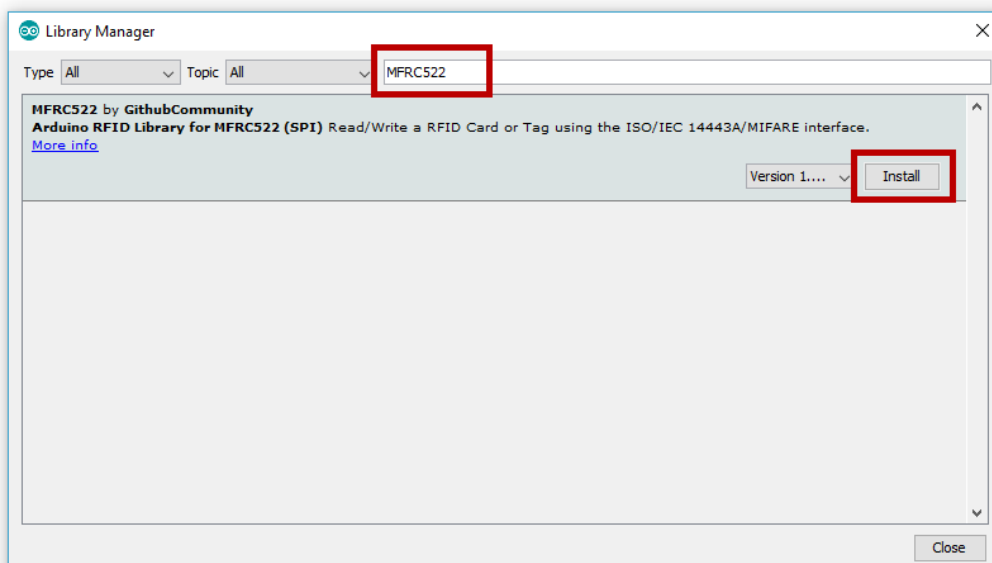 Library Manager
Type All Topic All MFRC522
MFRC522 by GithubCommunity
Arduino RFID Library for MFRC522 (SPI) Read/Write a RFID Card or Tag using the ISO/IEC 14443A/MIFARE interface.
More info
Version 1.... Install
Close